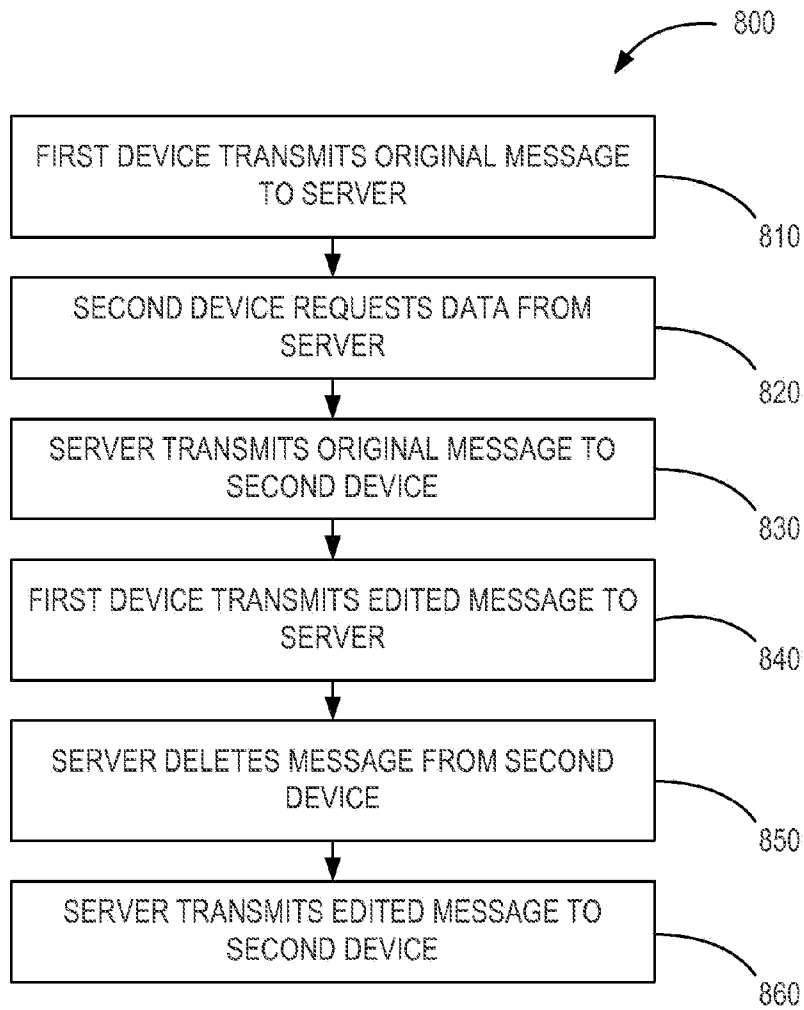 800
FIRST DEVICE TRANSMITS ORIGINAL MESSAGE
TO SERVER
810
SECOND DEVICE REQUESTS DATA FROM
SERVER
820
SERVER TRANSMITS ORIGINAL MESSAGE TO
SECOND DEVICE
830
FIRST DEVICE TRANSMITS EDITED MESSAGE TO
SERVER
840
SERVER DELETES MESSAGE FROM SECOND
DEVICE
850
SERVER TRANSMITS EDITED MESSAGE TO
SECOND DEVICE
860